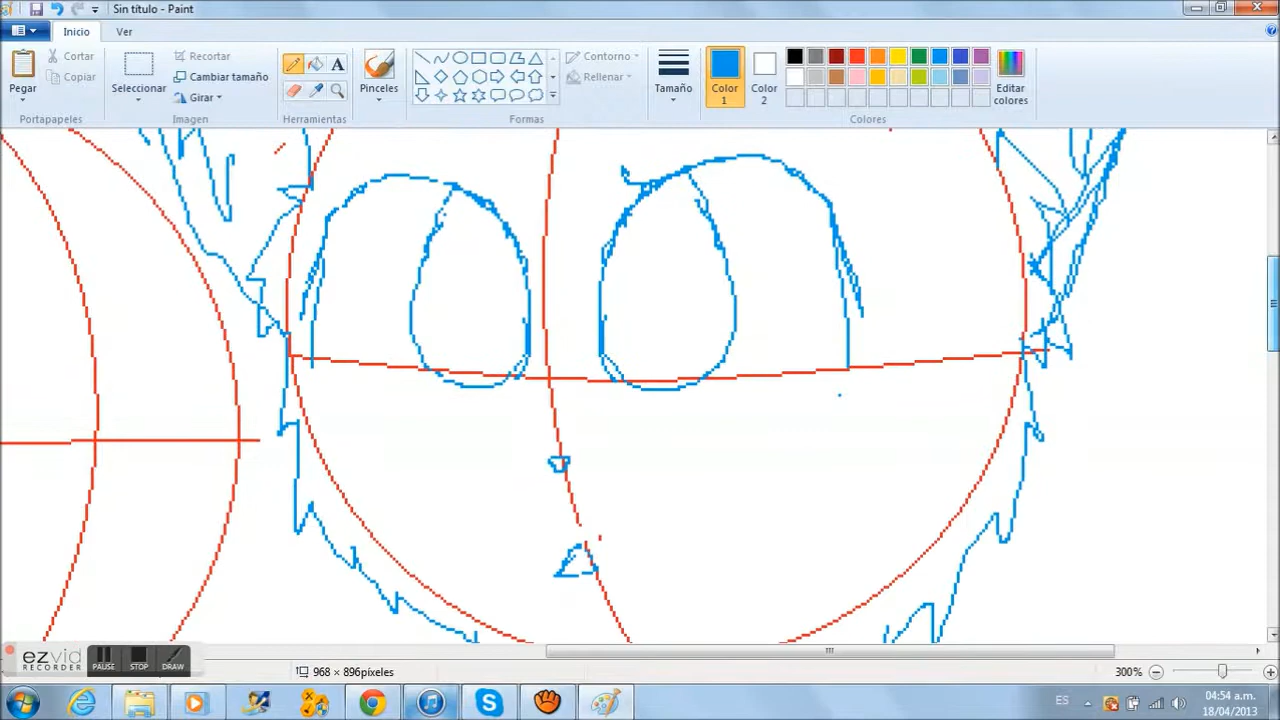 Sin título - Paint
Inicio
Ver
Pegar
Cortar
Copiar
Portapapeles
Seleccionar
Recortar
Cambiar tamaño
Girar
Imagen
A
Herramientas
Pinceles
Contorno
Rellenar
Formas
Tamaño
Color
1
Color
2
Editar
colores
Colores
ezvid
RECORDER
PAUSE
STOP
DRAW
968 × 896píxeles
300%
ES
04:54 a.m.
18/04/2013